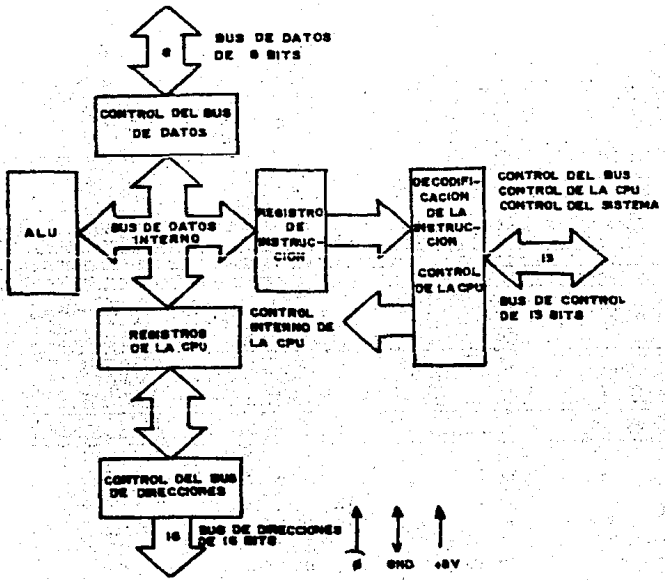 BUS DE DATOS
DE 8 BITS
8
CONTROL DEL BUS
DE DATOS
ALU
BUS DE DATOS
INTERNO
REGISTRO
DE
INSTRUC-
CION
DECODIFI-
CACION
DE LA
INSTRUC-
CION
CONTROL
DE LA CPU
CONTROL DEL BUS
CONTROL DE LA CPU
CONTROL DEL SISTEMA
13
BUS DE CONTROL
DE 13 BITS
REGISTROS
DE LA CPU
CONTROL
INTERNO DE
LA CPU
CONTROL DEL BUS
DE DIRECCIONES
16
BUS DE DIRECCIONES
DE 16 BITS
Ø GND +5V